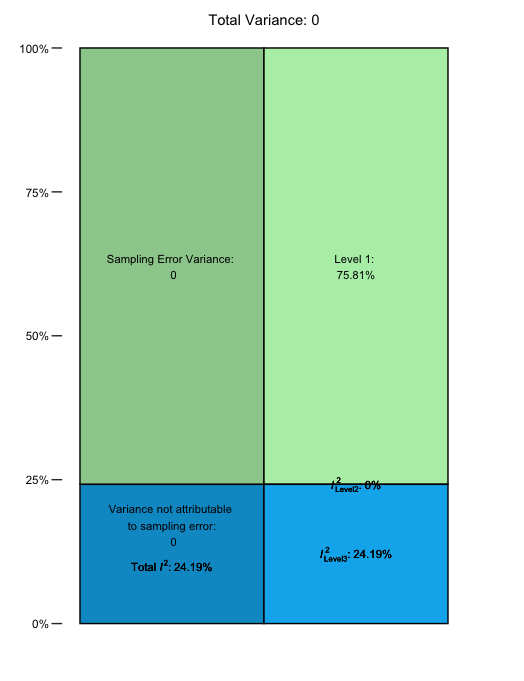 Total Variance: 0
100%
75%
50%
25%
0%
Sampling Error Variance:
0
Level 1:
75.81%
I²Level2: 0%
Variance not attributable
to sampling error:
0
Total I²: 24.19%
I²Level3: 24.19%